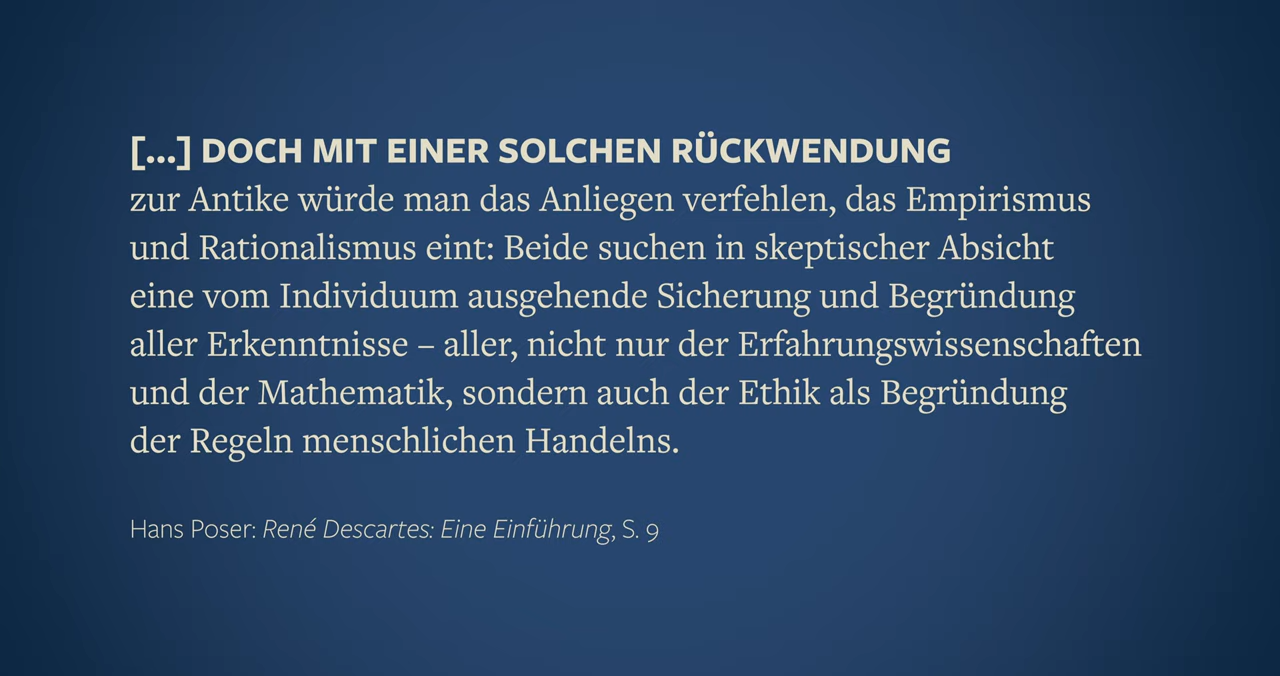 […] DOCH MIT EINER SOLCHEN RÜCKWENDUNG
zur Antike würde man das Anliegen verfehlen, das Empirismus
und Rationalismus eint: Beide suchen in skeptischer Absicht
eine vom Individuum ausgehende Sicherung und Begründung
aller Erkenntnisse – aller, nicht nur der Erfahrungswissenschaften
und der Mathematik, sondern auch der Ethik als Begründung
der Regeln menschlichen Handelns.
Hans Poser: René Descartes: Eine Einführung, S. 9